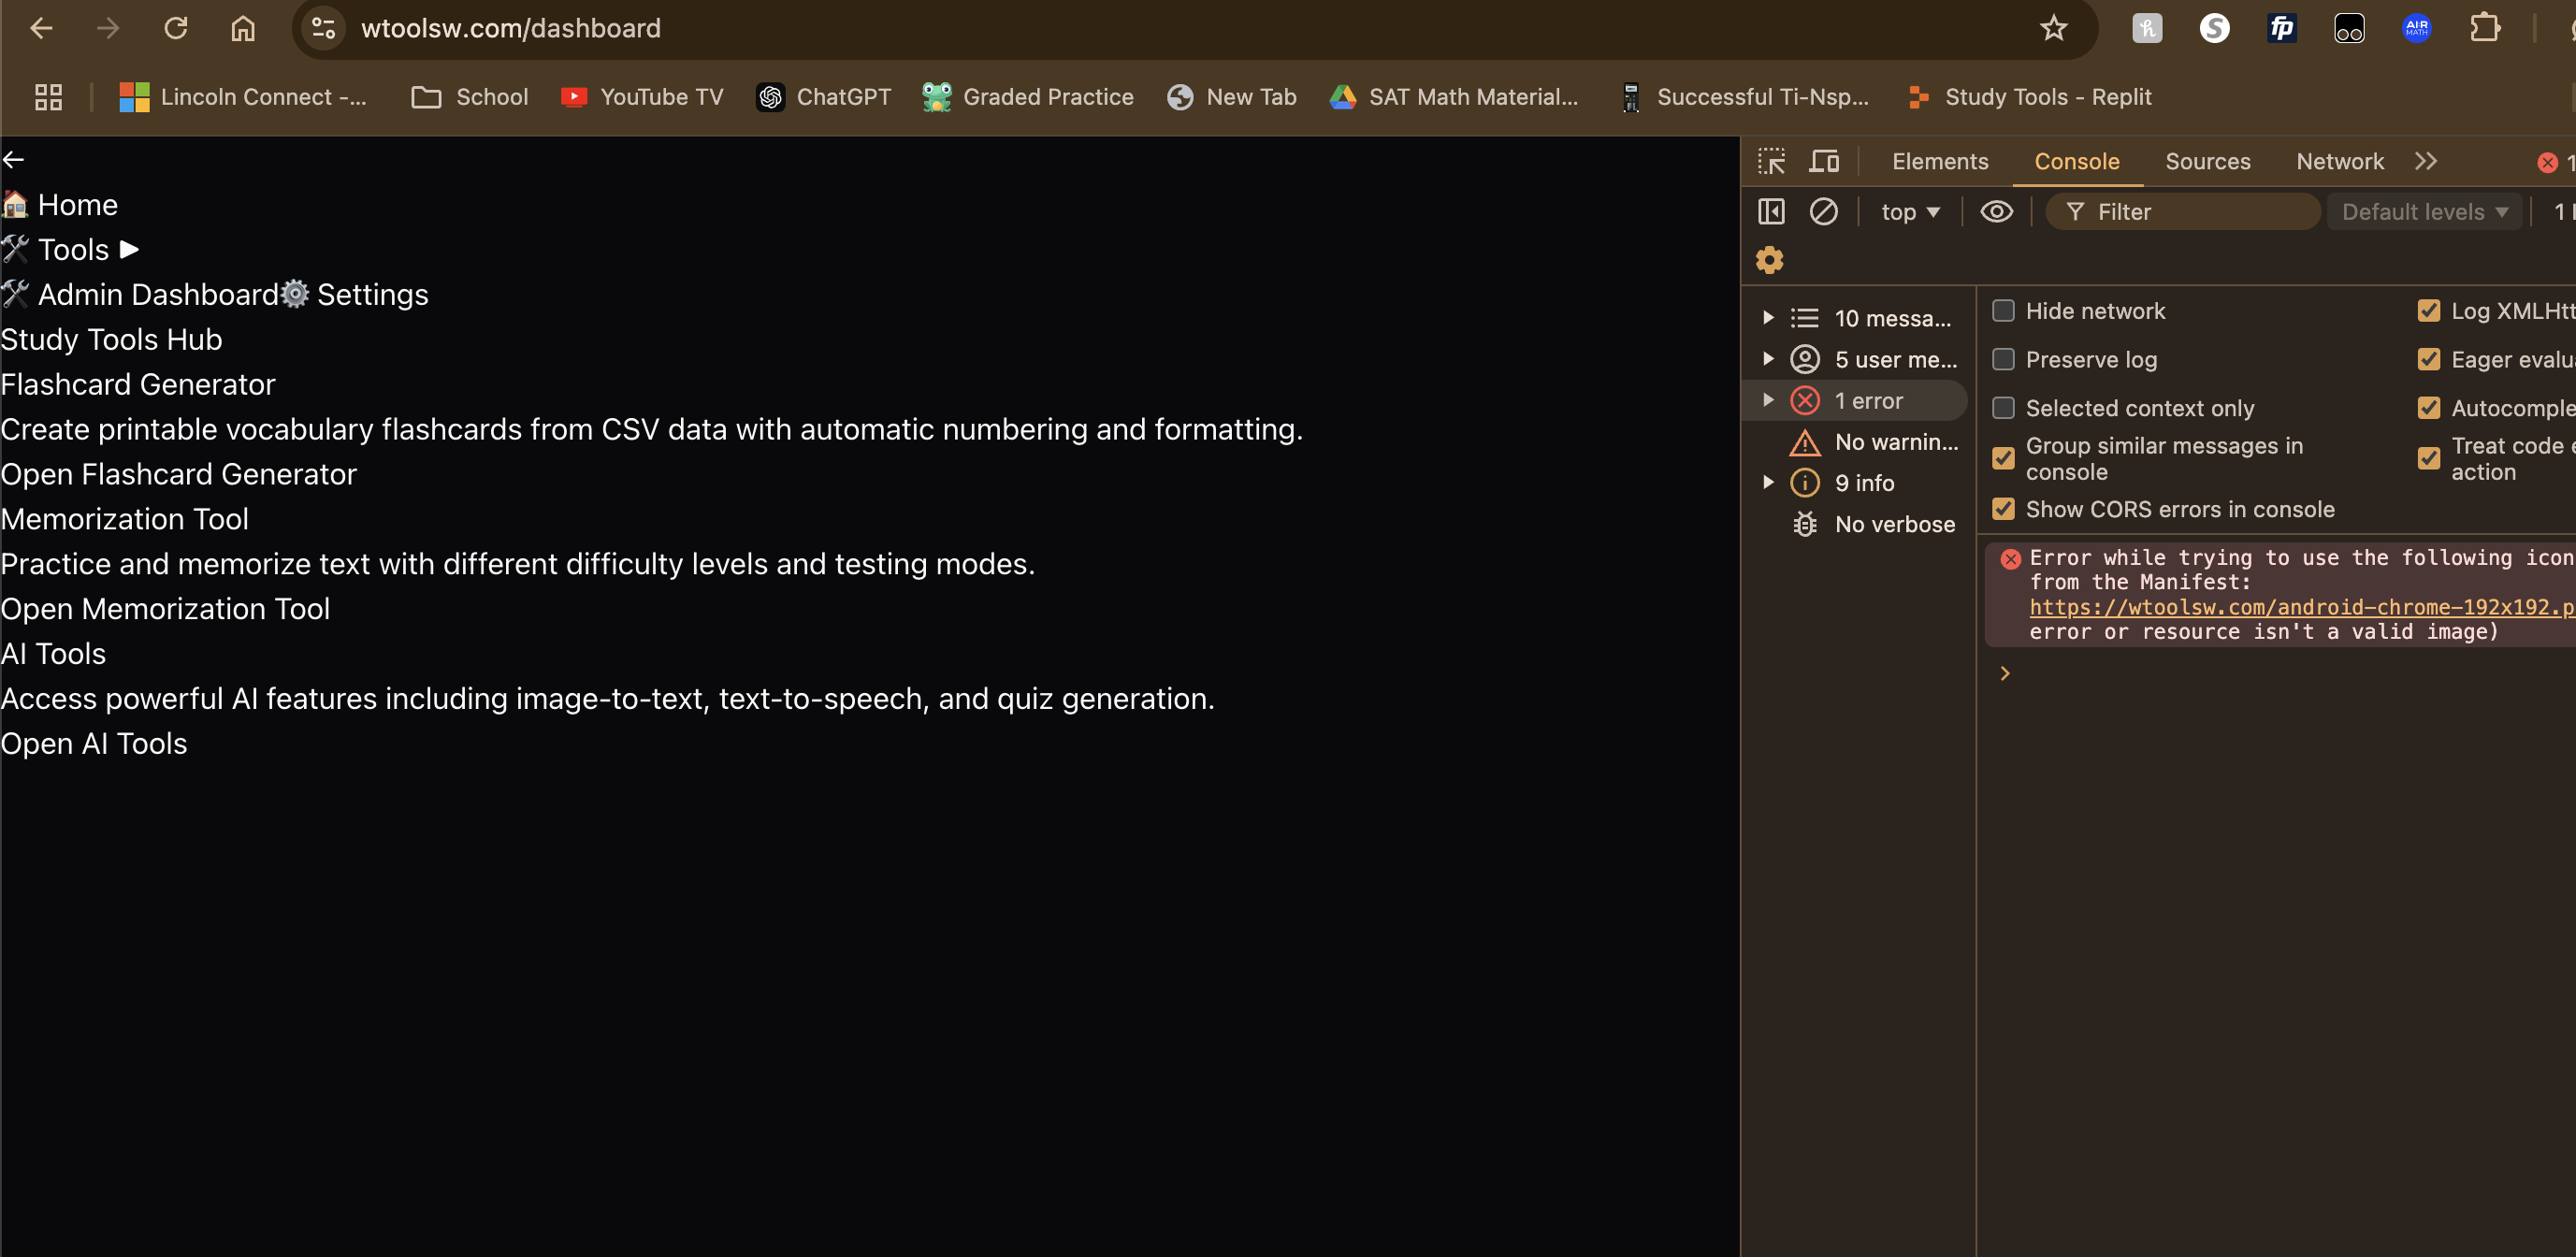 wtoolsw.com/dashboard
Lincoln Connect -...
School
YouTube TV
ChatGPT
Graded Practice
New Tab
SAT Math Material...
Successful Ti-Nsp...
Study Tools - Replit
←
🏠 Home
🛠 Tools ▶
🛠 Admin Dashboard⚙ Settings
Study Tools Hub
Flashcard Generator
Create printable vocabulary flashcards from CSV data with automatic numbering and formatting.
Open Flashcard Generator
Memorization Tool
Practice and memorize text with different difficulty levels and testing modes.
Open Memorization Tool
AI Tools
Access powerful AI features including image-to-text, text-to-speech, and quiz generation.
Open AI Tools
Elements Console Sources Network 1
top Filter Default levels 1
10 messa...
5 user me...
1 error
No warnin...
9 info
No verbose
Hide network
Log XMLHtt
Preserve log
Eager evalu
Selected context only
Autocomple
Group similar messages in
console
Treat code e
action
Show CORS errors in console
Error while trying to use the following icon
from the Manifest:
https://wtoolsw.com/android-chrome-192x192.p
error or resource isn't a valid image)